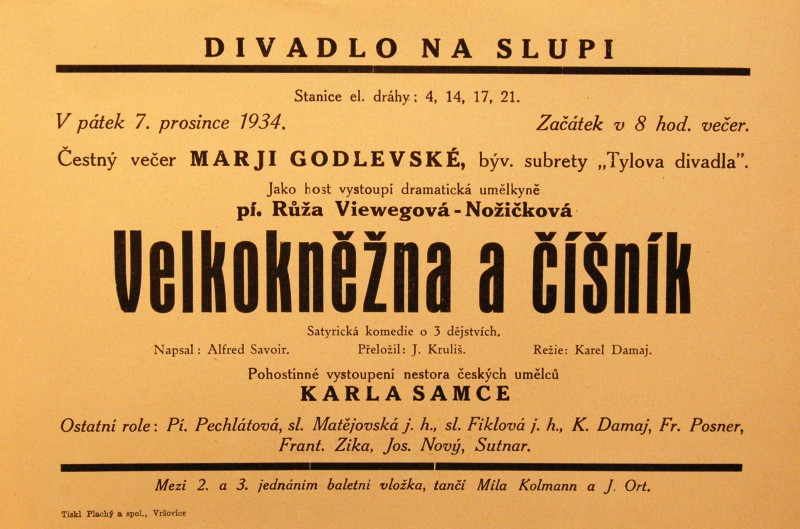 DIVADLO NA SLUPI
Stanice el. dráhy: 4, 14, 17, 21.
V pátek 7. prosince 1934. Začátek v 8 hod. večer.
Čestný večer MARJI GODLEVSKÉ, býv. subrety „Tylova divadla".
Jako host vystoupí dramatická umělkyně
pí. Růža Viewegová-Nožičková
Velkokněžna a číšník
Satyrická komedie o 3 dějstvích.
Napsal: Alfred Savoir. Přeložil: J. Kruliš. Režie: Karel Damaj.
Pohostinné vystoupení nestora českých umělců
KARLA SAMCE
Ostatní role: Pí. Pechlátová, sl. Matějovská j. h., sl. Fiklová j. h., K. Damaj, Fr. Posner,
Frant. Zika, Jos. Nový, Sutnar.
Mezi 2. a 3. jednáním baletní vložka, tančí Míla Kolmann a J. Ort.
Tiskl Plachý a spol., Vršovice